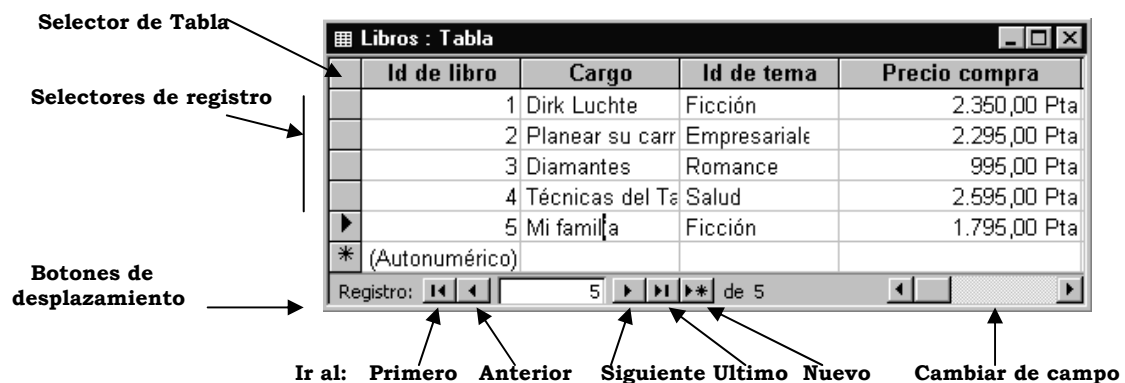 Selector de Tabla
Libros : Tabla
Id de libro Cargo Id de tema Precio compra
Selectores de registro
1 Dirk Luchte Ficción 2.350,00 Pta
2 Planear su carr Empresariale 2.295,00 Pta
3 Diamantes Romance 995,00 Pta
4 Técnicas del Ta Salud 2.595,00 Pta
5 Mi familia Ficción 1.795,00 Pta
(Autonumérico)
Botones de
desplazamiento
Registro: 5 de 5
Ir al: Primero Anterior Siguiente Ultimo Nuevo Cambiar de campo